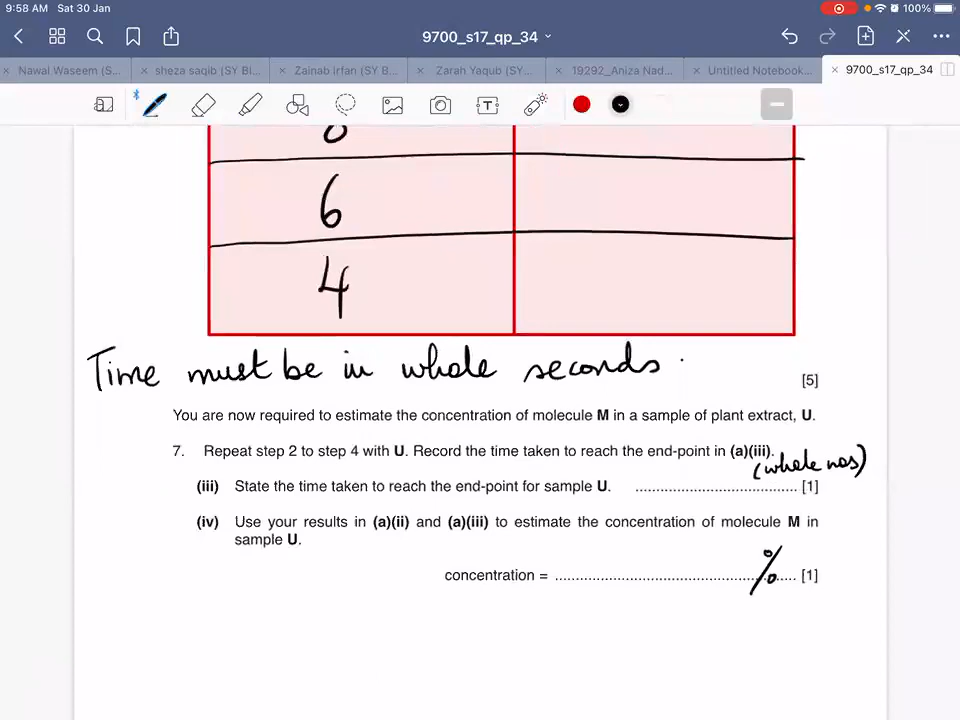 9:58 AM Sat 30 Jan
100%
9700_s17_qp_34
Nawal Waseem (S...
sheza saqib (SY Bi...
Zainab Irfan (SY B...
Zarah Yaqub (SY...
19292_Aniza Nad...
Untitled Notebook...
9700_s17_qp_34
6
4
Time must be in whole seconds.
[5]
You are now required to estimate the concentration of molecule M in a sample of plant extract, U.
7. Repeat step 2 to step 4 with U. Record the time taken to reach the end-point in (a)(iii).
(whole nos)
(iii) State the time taken to reach the end-point for sample U. ...................................... [1]
(iv) Use your results in (a)(ii) and (a)(iii) to estimate the concentration of molecule M in
sample U.
concentration = .......................................................... % [1]